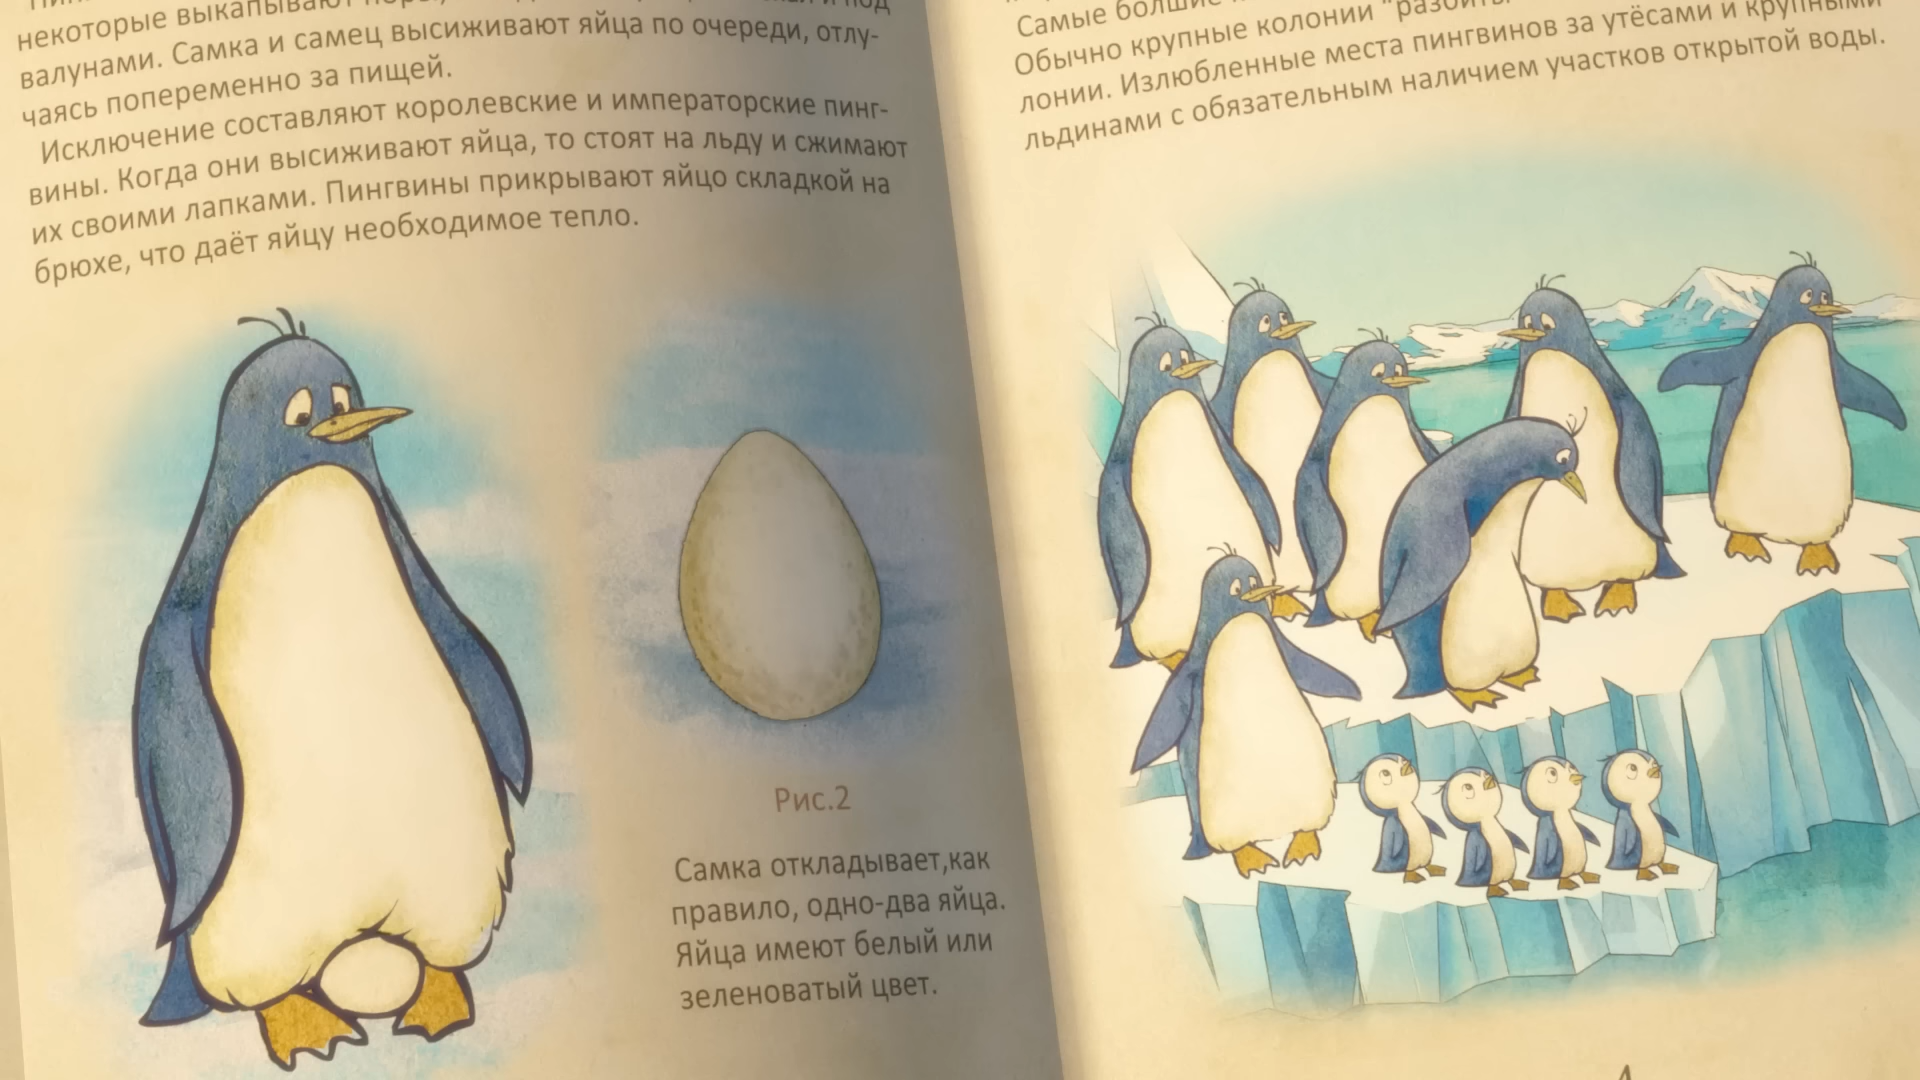 некоторые выкапывают
валунами. Самка и самец высиживают яйца по очереди, отлу-
чаясь попеременно за пищей.
Исключение составляют королевские и императорские пинг-
вины. Когда они высиживают яйца, то стоят на льду и сжимают
их своими лапками. Пингвины прикрывают яйцо складкой на
брюхе, что даёт яйцу необходимое тепло.
Рис.2
Самка откладывает,как
правило, одно-два яйца.
Яйца имеют белый или
зеленоватый цвет.
Самые болшие
Обычно крупные колонии
лонии. Излюбленные места пингвинов за утёсами и крупными
льдинами с обязательным наличием участков открытой воды.